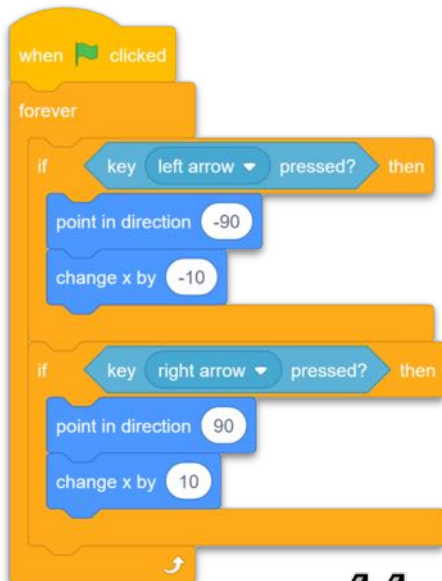 when clicked
forever
if key left arrow pressed? then
point in direction -90
change x by -10
if key right arrow pressed? then
point in direction 90
change x by 10